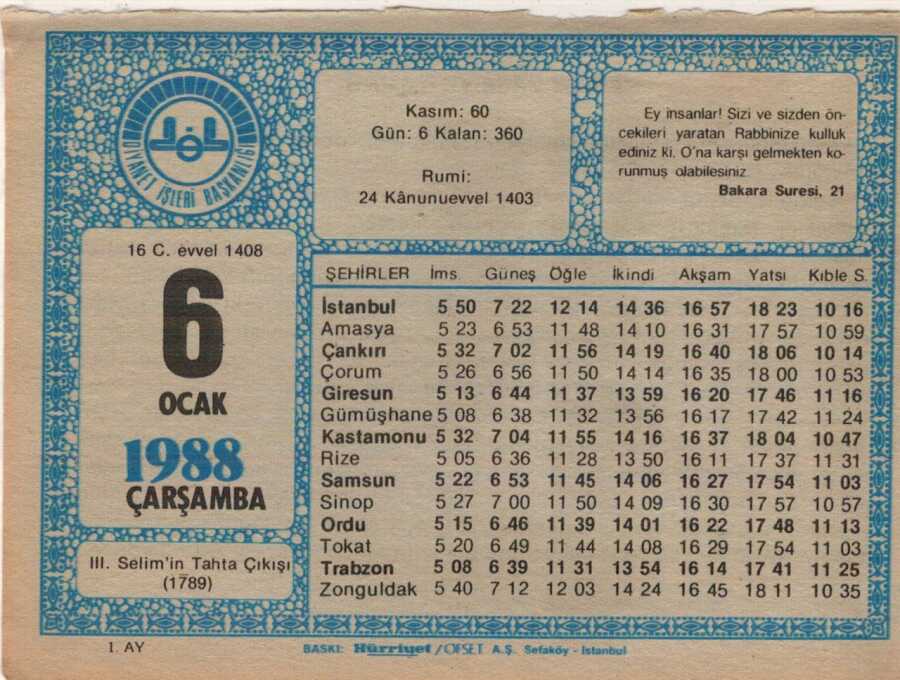 DİYANET İŞLERİ BAŞKANLIĞI
Kasım: 60
Gün: 6 Kalan: 360
Rumi:
24 Kânunuevvel 1403
Ey insanlar! Sizi ve sizden ön-
cekileri yaratan Rabbinize kulluk
ediniz ki, O'na karşı gelmekten ko-
runmuş olabilesiniz.
Bakara Suresi, 21
16 C. evvel 1408
6
OCAK
1988
ÇARŞAMBA
III. Selim'in Tahta Çıkışı
(1789)
ŞEHİRLER İms. Güneş Öğle İkindi Akşam Yatsı Kıble S.
İstanbul 5 50 7 22 12 14 14 36 16 57 18 23 10 16
Amasya 5 23 6 53 11 48 14 10 16 31 17 57 10 59
Çankırı 5 32 7 02 11 56 14 19 16 40 18 06 10 14
Çorum 5 26 6 56 11 50 14 14 16 35 18 00 10 53
Giresun 5 13 6 44 11 37 13 59 16 20 17 46 11 16
Gümüşhane 5 08 6 38 11 32 13 56 16 17 17 42 11 24
Kastamonu 5 32 7 04 11 55 14 16 16 37 18 04 10 47
Rize 5 05 6 36 11 28 13 50 16 11 17 37 11 31
Samsun 5 22 6 53 11 45 14 06 16 27 17 54 11 03
Sinop 5 27 7 00 11 50 14 09 16 30 17 57 10 57
Ordu 5 15 6 46 11 39 14 01 16 22 17 48 11 13
Tokat 5 20 6 49 11 44 14 08 16 29 17 54 11 03
Trabzon 5 08 6 39 11 31 13 54 16 14 17 41 11 25
Zonguldak 5 40 7 12 12 03 14 24 16 45 18 11 10 35
1. AY
BASKI: Hürriyet / OFSET A.Ş. Sefaköy - İstanbul